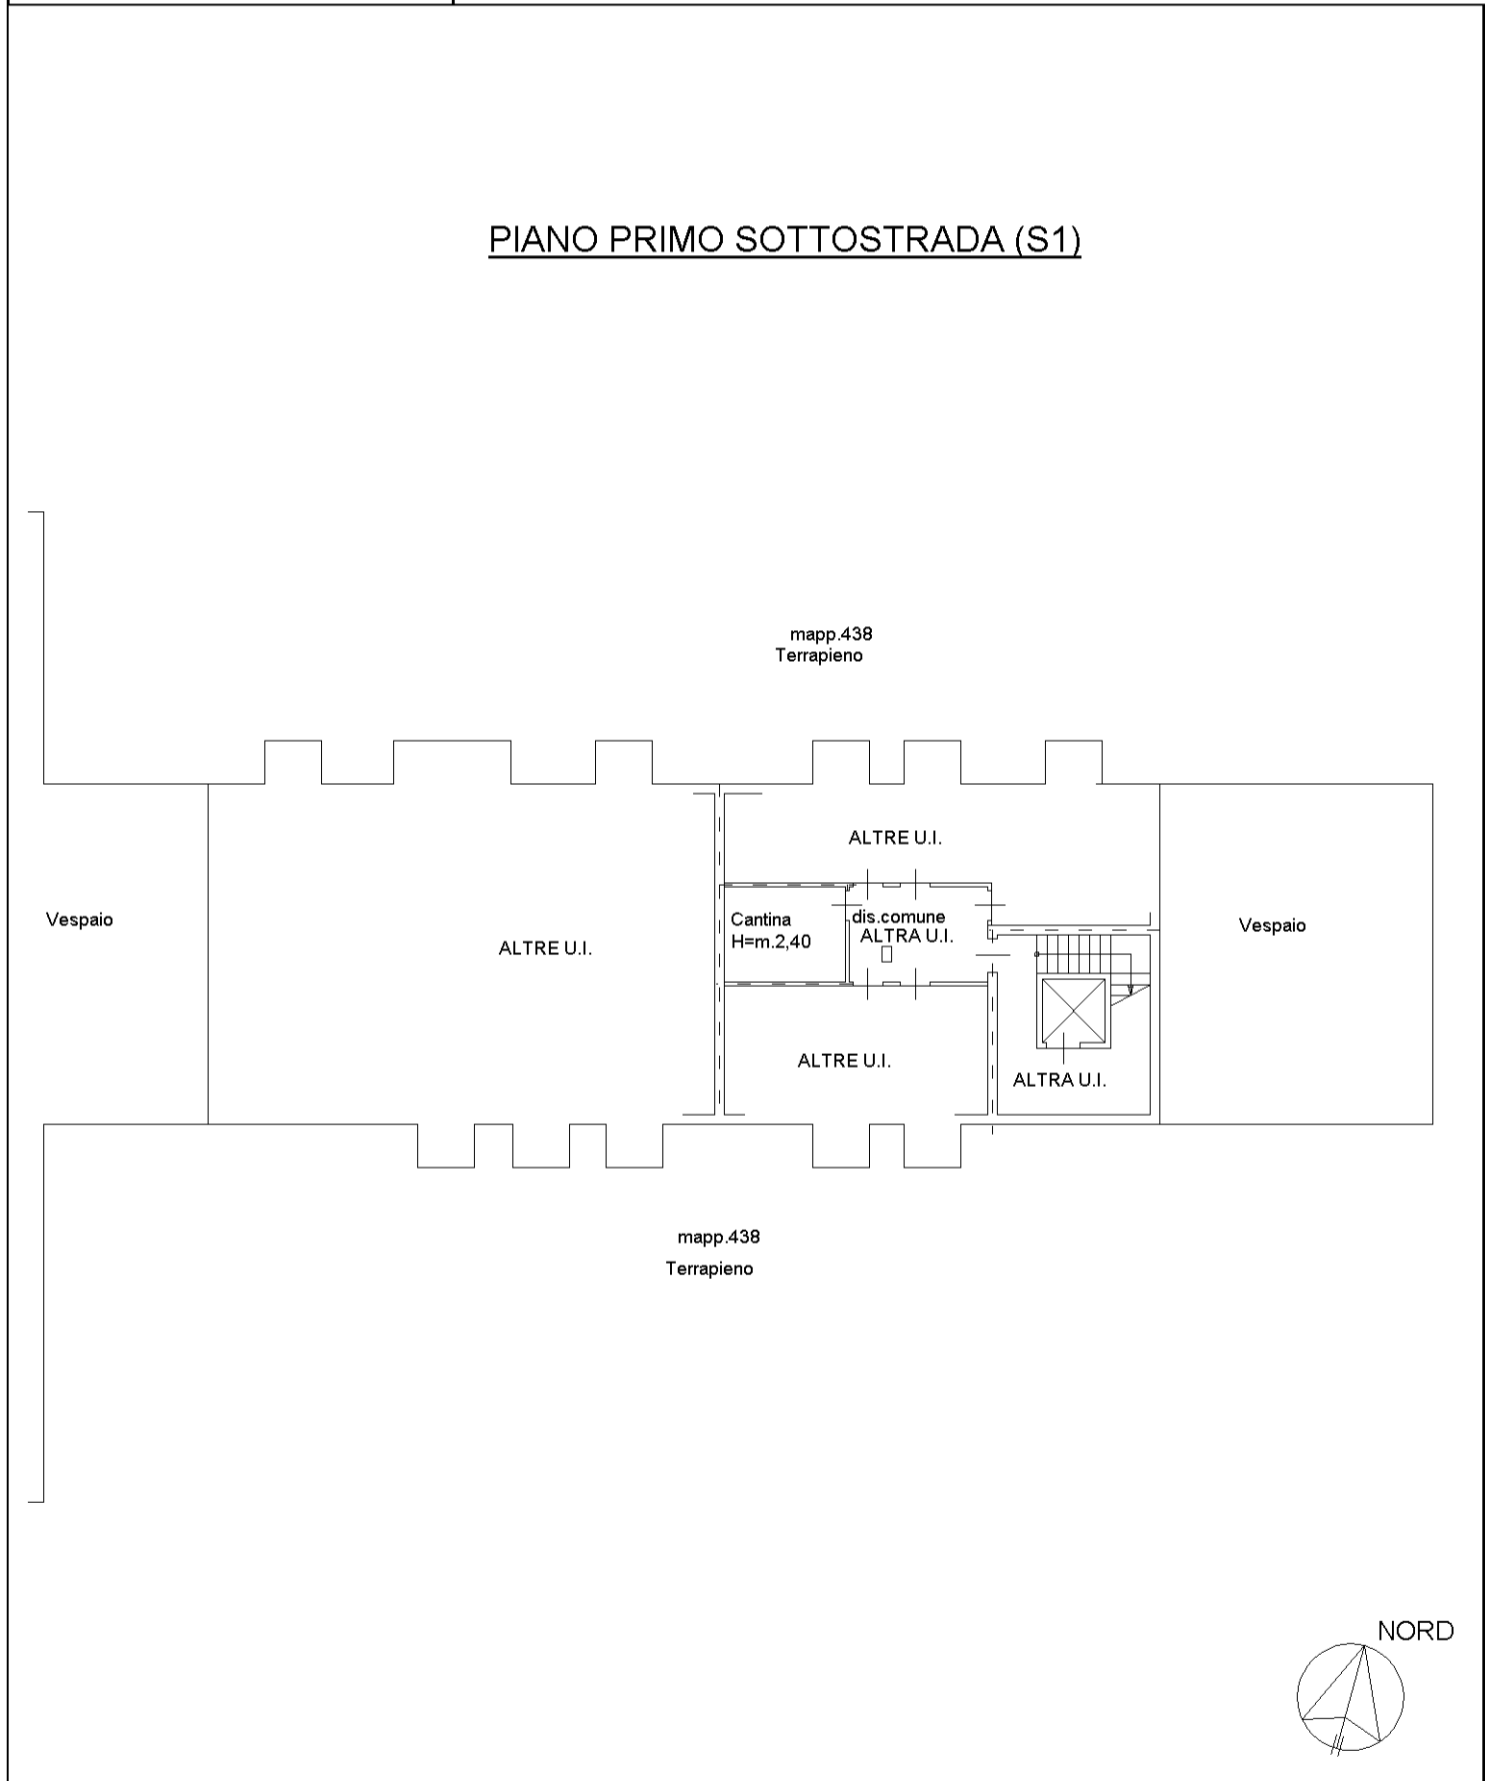 PIANO PRIMO SOTTOSTRADA (S1)
mapp.438
Terrapieno
ALTRE U.I.
Vespaio
Cantina
H=m.2,40
dis.comune
ALTRA U.I.
Vespaio
ALTRE U.I.
ALTRE U.I.
ALTRA U.I.
mapp.438
Terrapieno
NORD